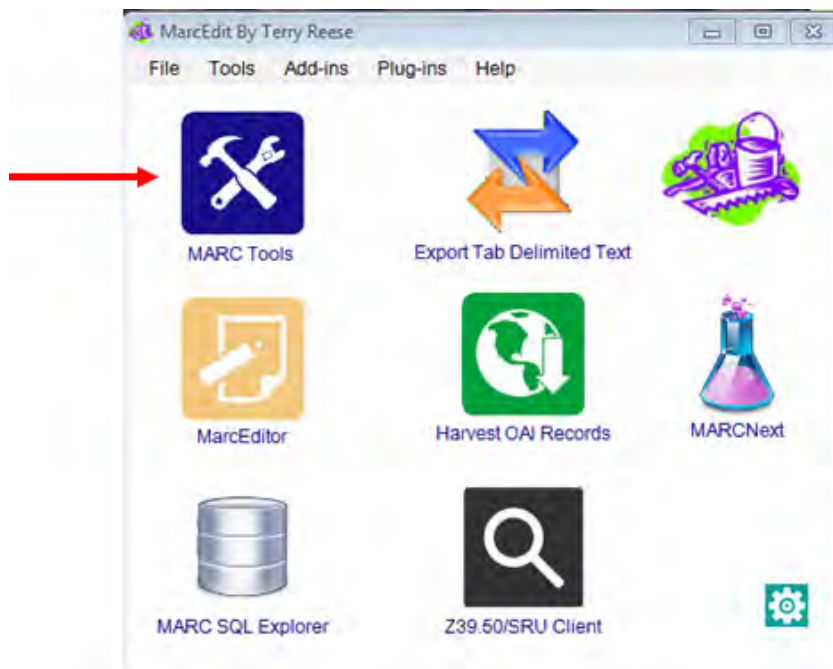 MarcEdit By Terry Reese
File Tools Add-ins Plug-ins Help
MARC Tools
Export Tab Delimited Text
MarcEditor
Harvest OAI Records
MARCNext
MARC SQL Explorer
Z39.50/SRU Client